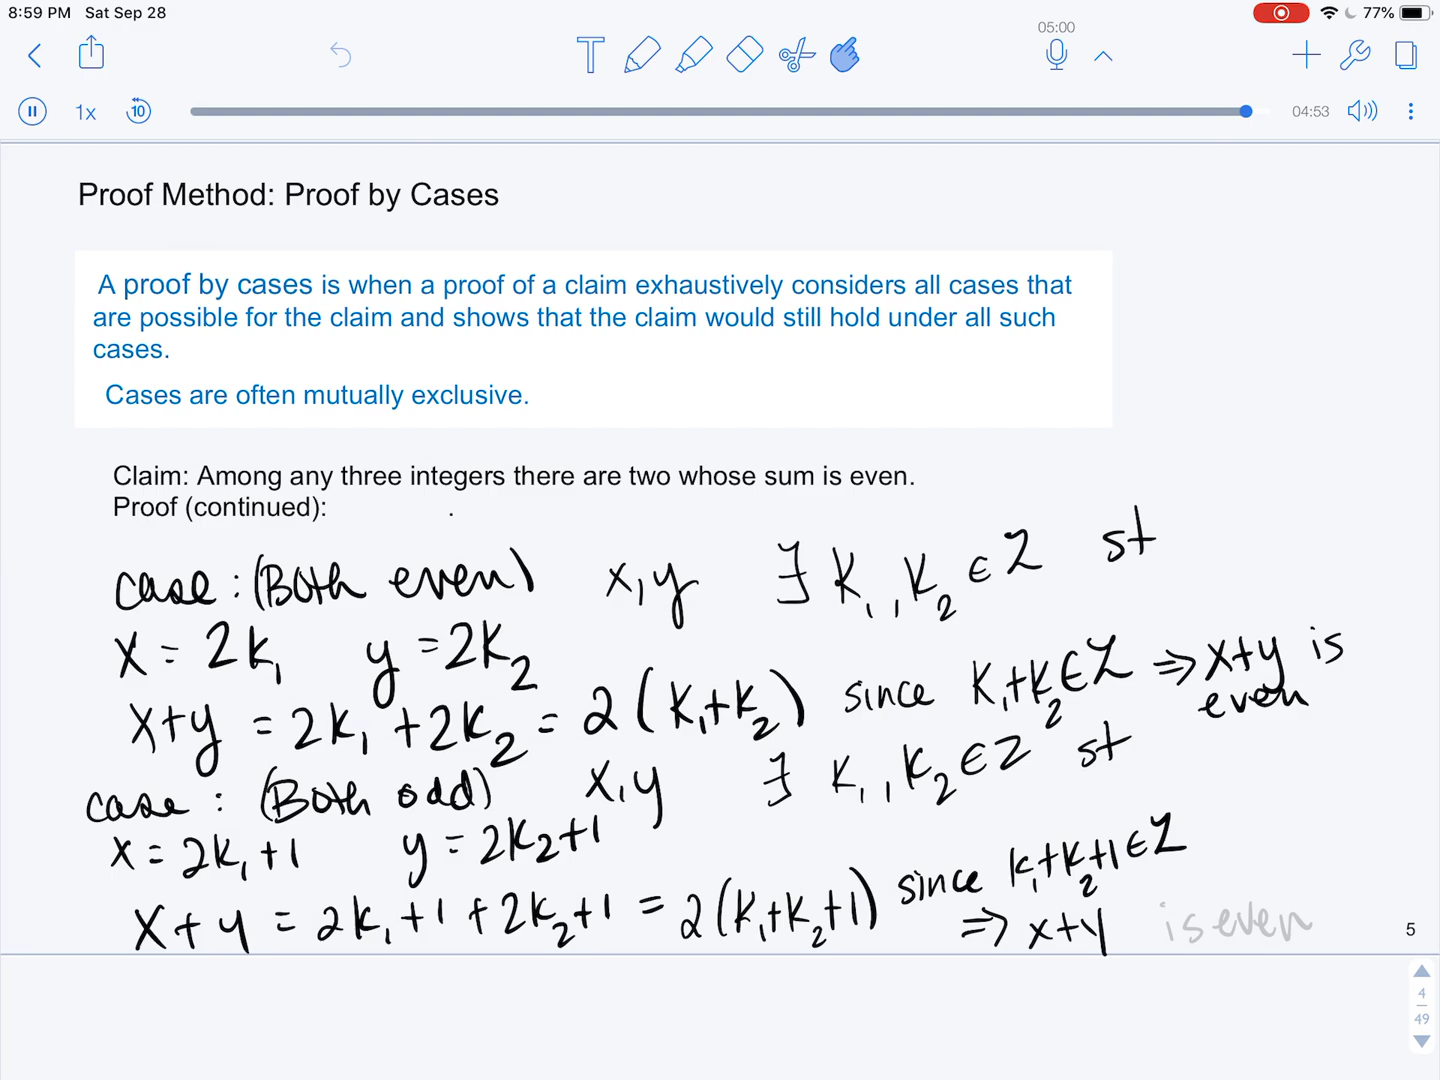 8:59 PM Sat Sep 28 77%
T 05:00
1x 10 04:53
Proof Method: Proof by Cases
A proof by cases is when a proof of a claim exhaustively considers all cases that
are possible for the claim and shows that the claim would still hold under all such
cases.
Cases are often mutually exclusive.
Claim: Among any three integers there are two whose sum is even.
Proof (continued): .
case: (Both even) x, y ∃ K₁, K₂ ∈ Z st
x = 2K₁ y = 2K₂
x+y = 2K₁ + 2K₂ = 2(K₁+K₂) since K₁+K₂ ∈ Z ⇒ x+y is
even
case: (Both odd) x, y ∃ K₁, K₂ ∈ Z st
x = 2K₁+1 y = 2K₂+1
x+y = 2K₁+1+2K₂+1 = 2(K₁+K₂+1) since K₁+K₂+1 ∈ Z
⇒ x+y is even
5
4
49